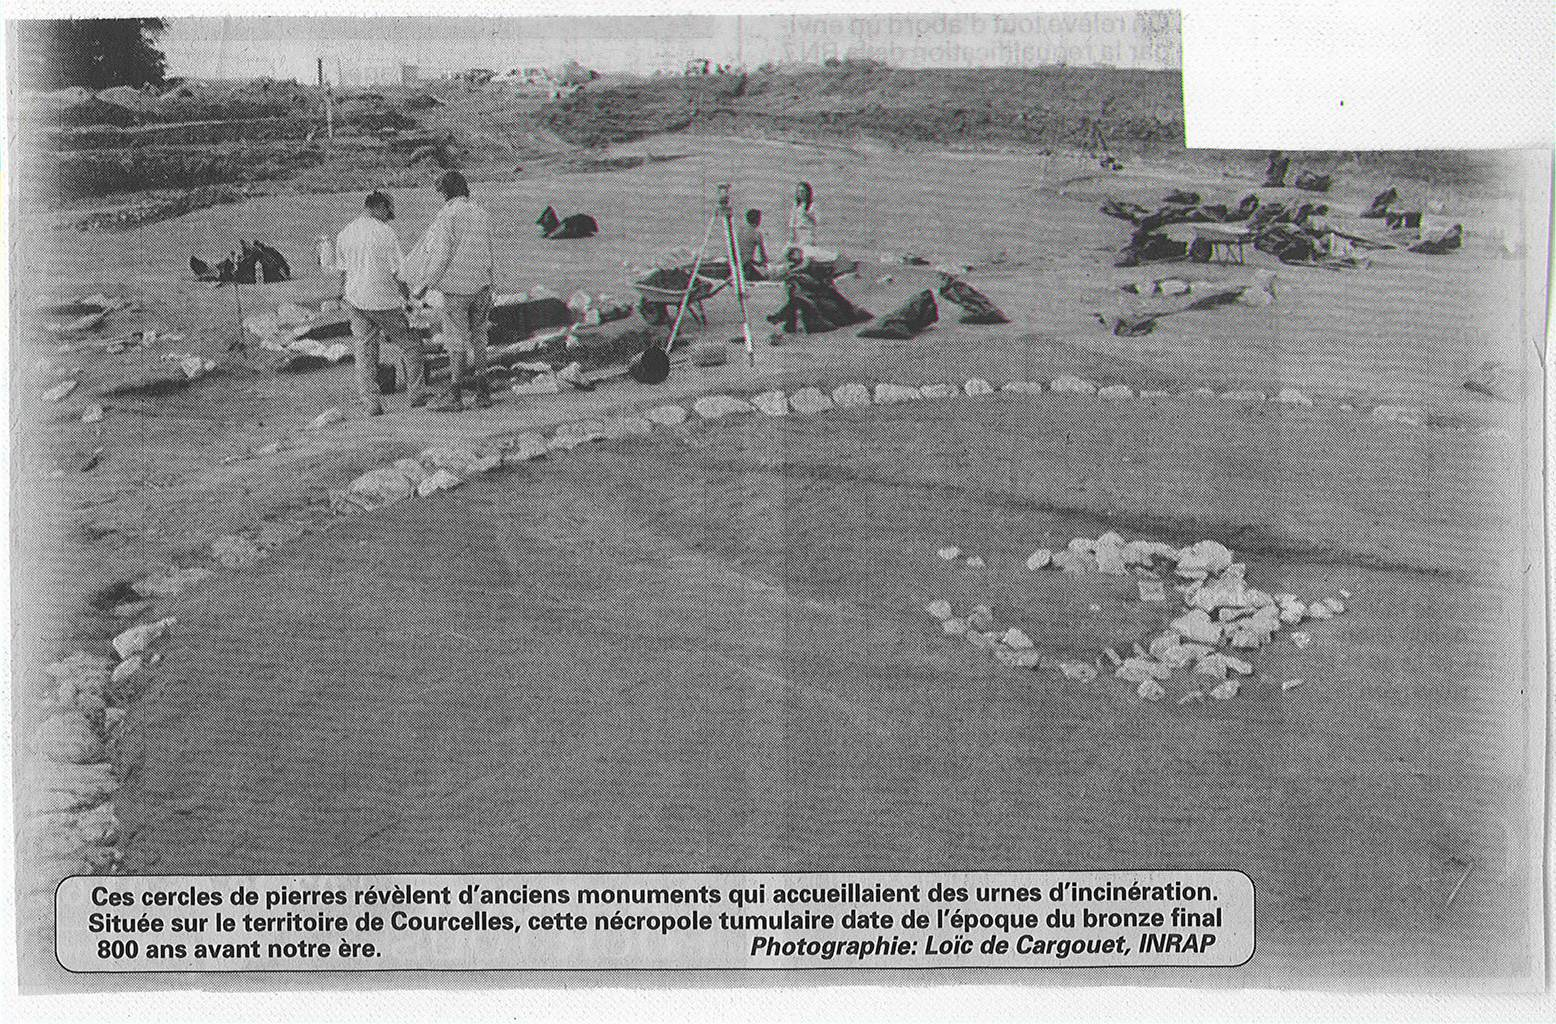 Ces cercles de pierres révèlent d'anciens monuments qui accueillaient des urnes d'incinération.
Située sur le territoire de Courcelles, cette nécropole tumulaire date de l'époque du bronze final
800 ans avant notre ère.
Photographie: Loïc de Cargouet, INRAP